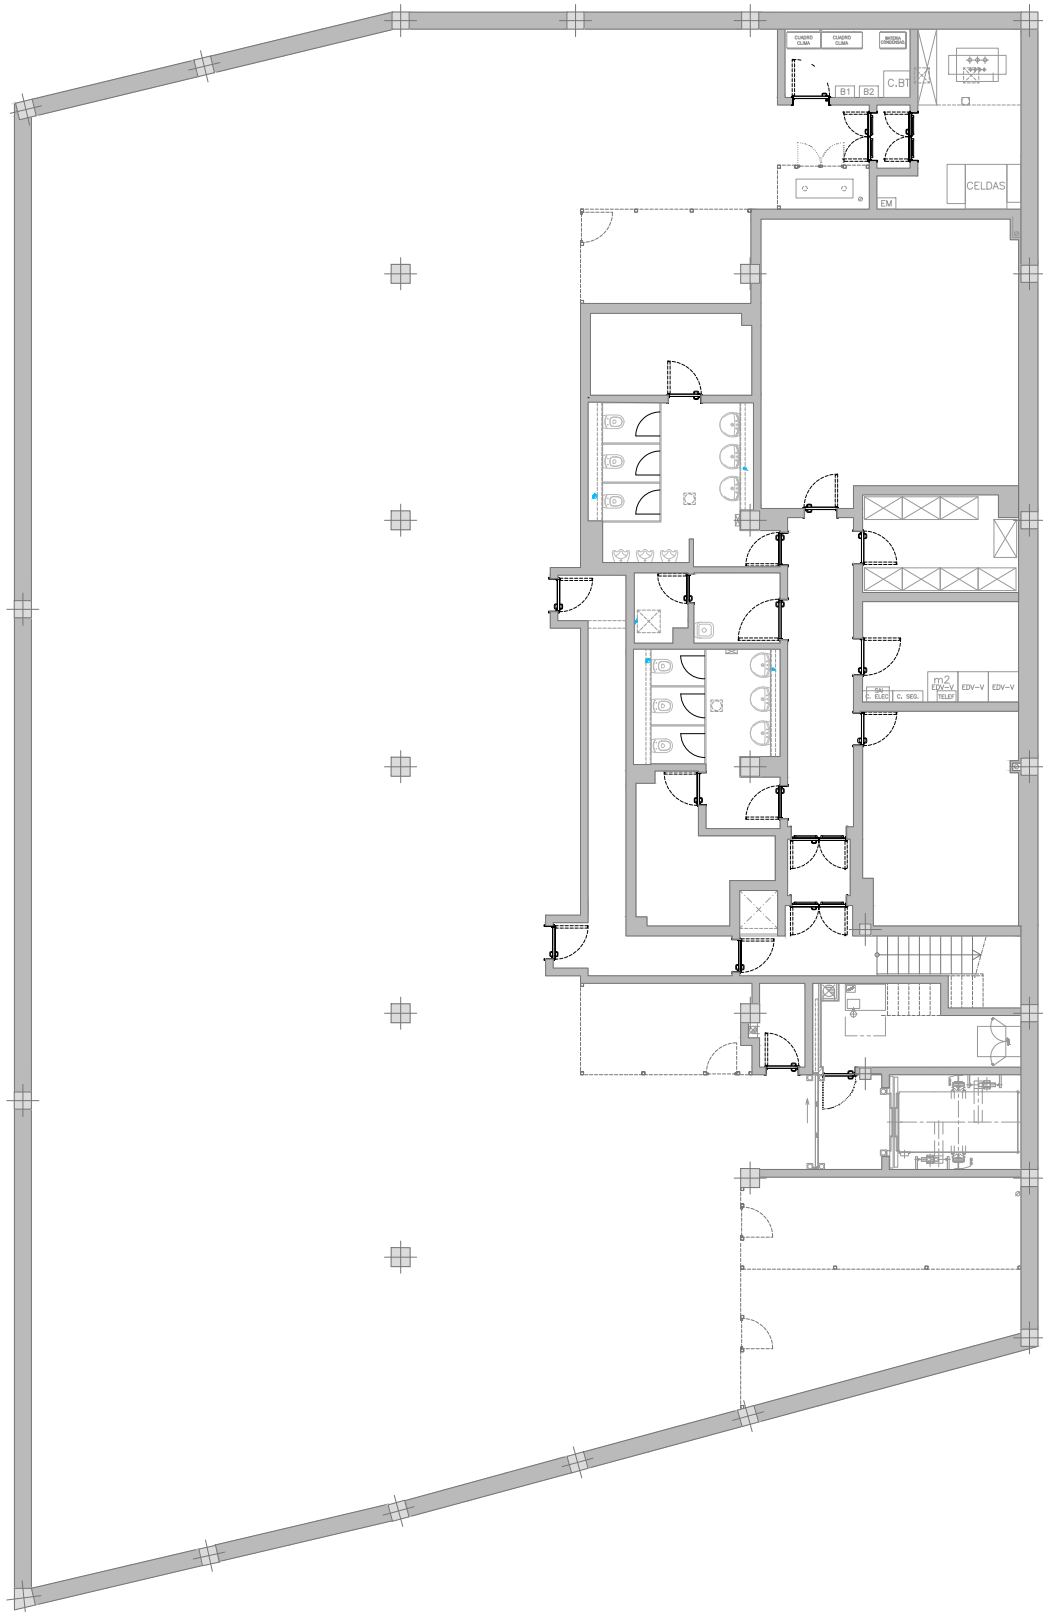 CUADRO
CLIMA
CUADRO
CLIMA
BATERIA
CONDENSAD.
B1
B2
C.BT
CELDAS
EM
m2
SAI
C. ELEC
C. SEG.
EDV-V
TELEF
EDV-V
EDV-V